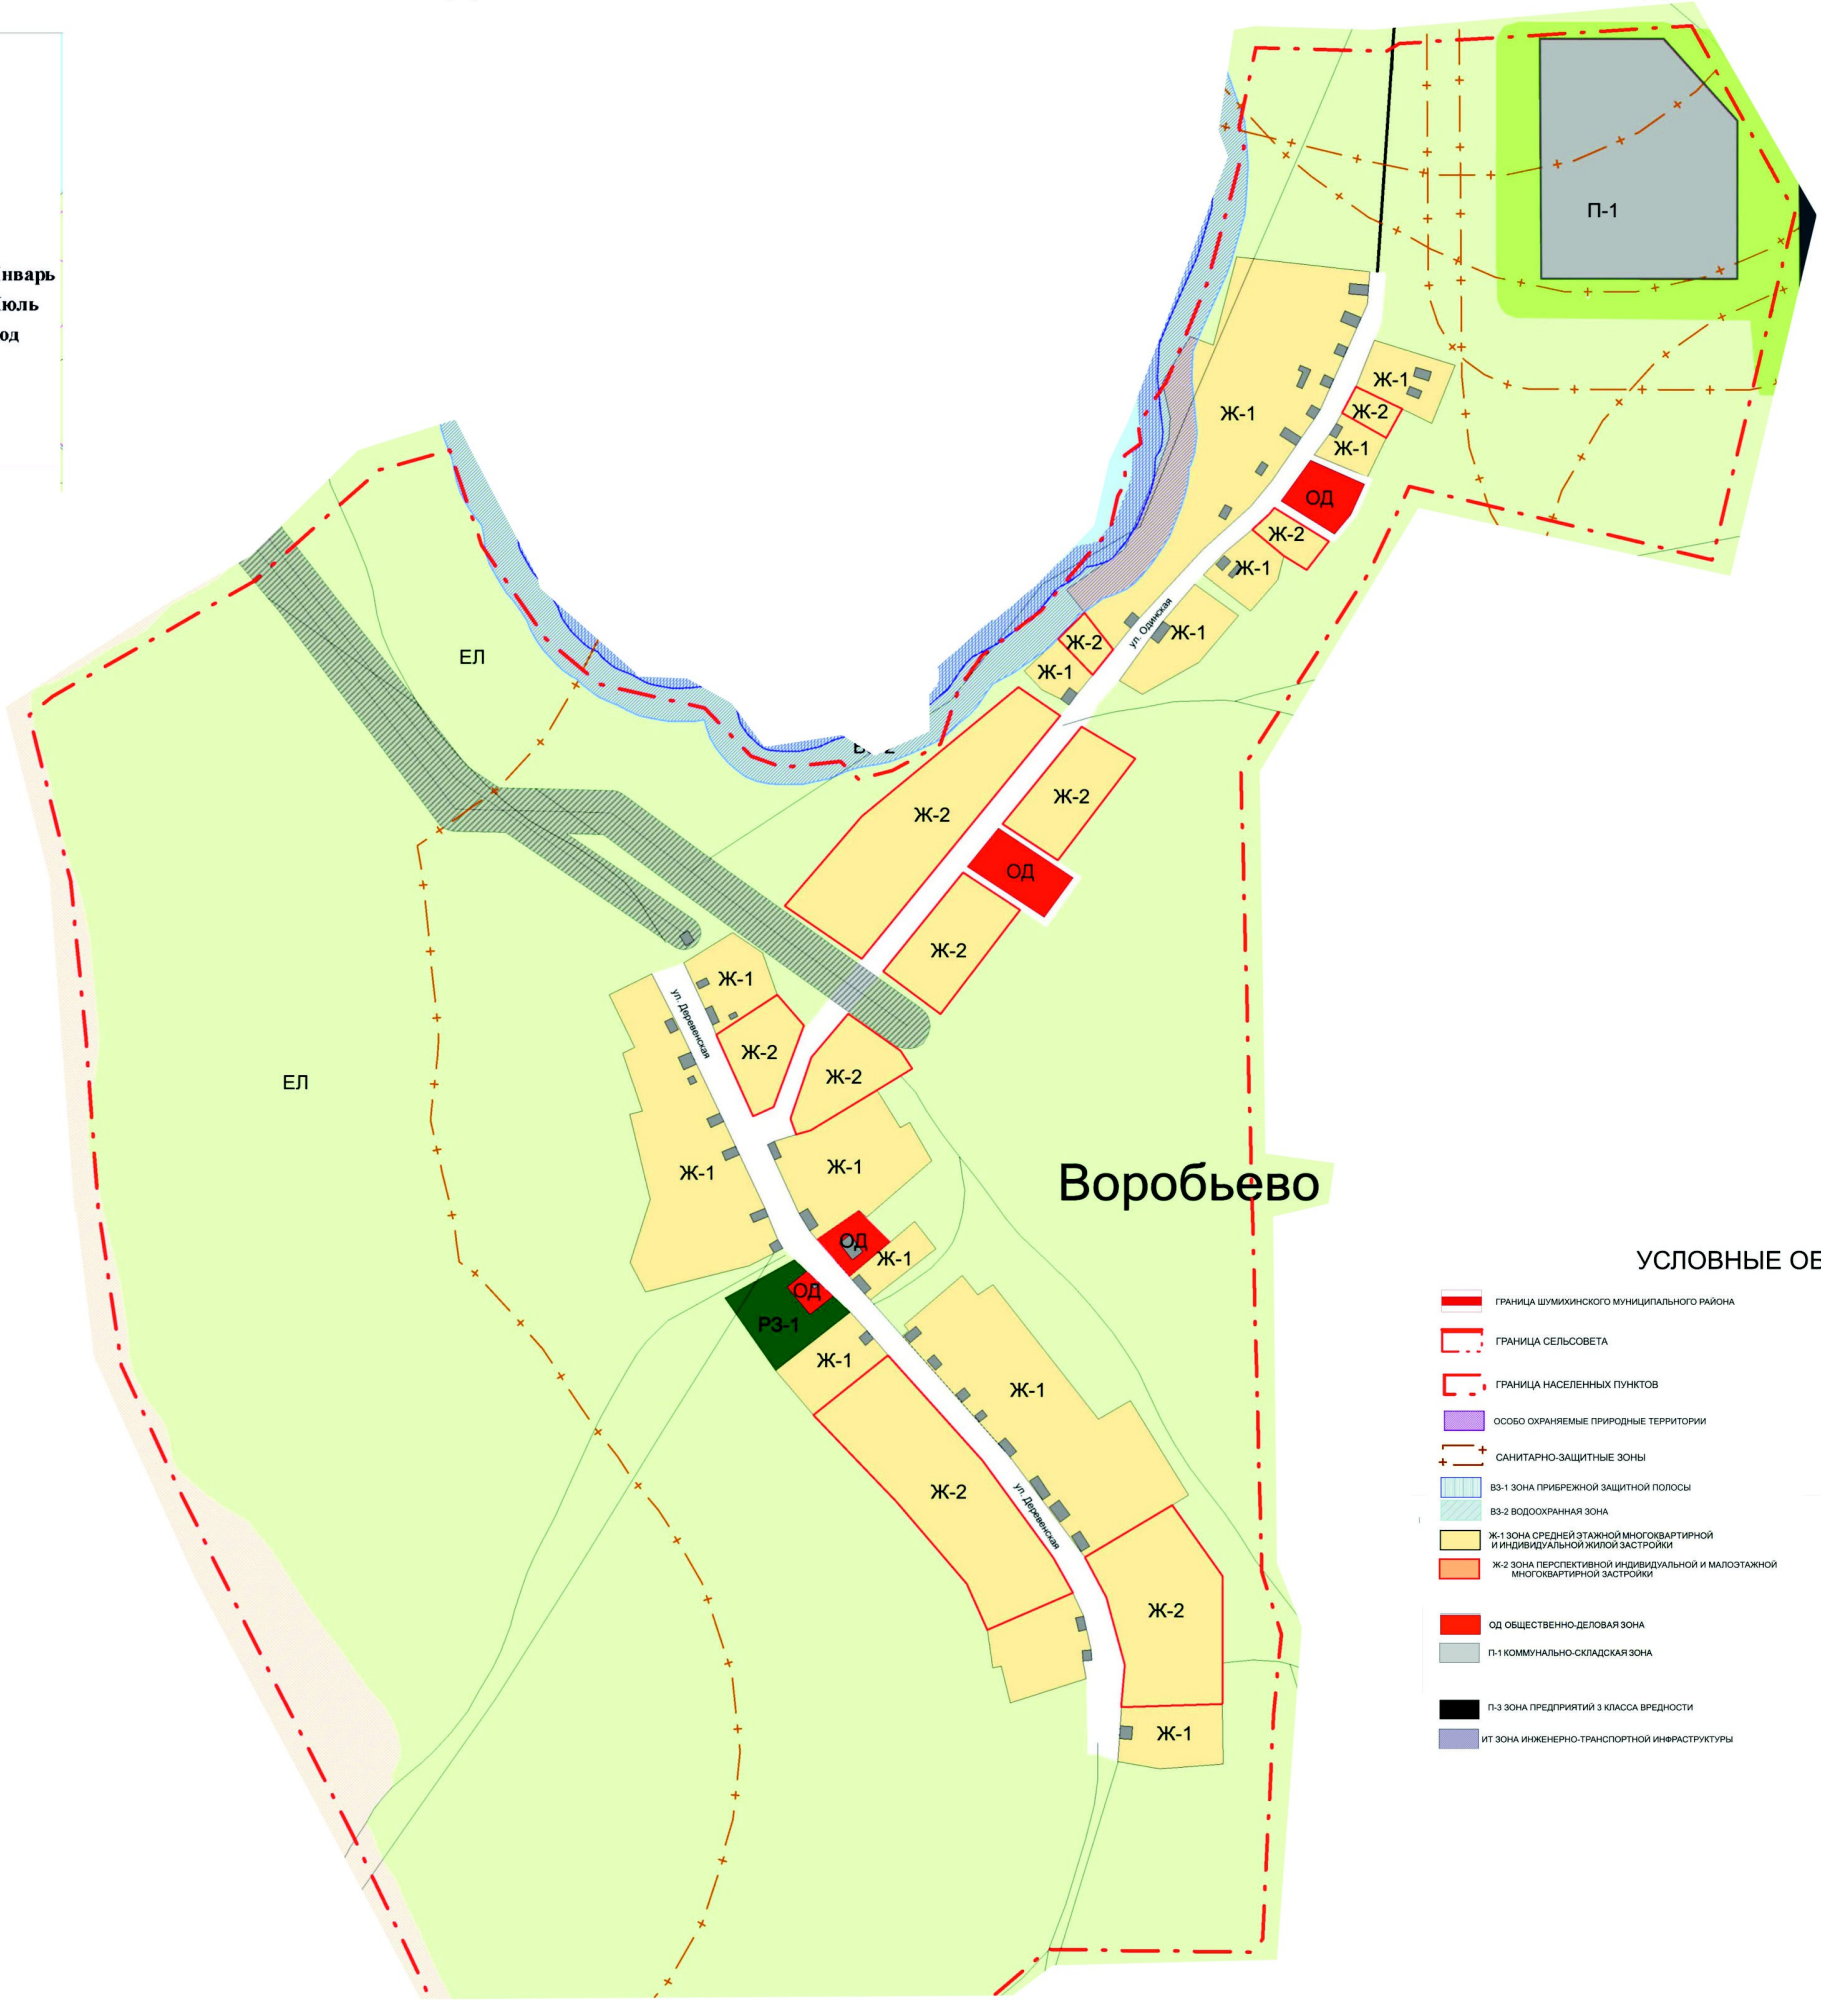 П-1
Ж-1
Ж-1
Ж-2
Ж-1
ОД
Ж-2
Ж-1
ул. Одинская
Ж-1
Ж-2
Ж-1
ЕЛ
Ж-2
Ж-2
ОД
Ж-2
Ж-1
ул. Деревенская
Ж-2
Ж-2
ЕЛ
Ж-1
Ж-1
Воробьево
ОД
Ж-1
ОД
РЗ-1
Ж-1
Ж-1
Ж-2
ул. Деревенская
Ж-2
Ж-1
ГРАНИЦА ШУМИХИНСКОГО МУНИЦИПАЛЬНОГО РАЙОНА
ГРАНИЦА СЕЛЬСОВЕТА
ГРАНИЦА НАСЕЛЕННЫХ ПУНКТОВ
ОСОБО ОХРАНЯЕМЫЕ ПРИРОДНЫЕ ТЕРРИТОРИИ
САНИТАРНО-ЗАЩИТНЫЕ ЗОНЫ
ВЗ-1 ЗОНА ПРИБРЕЖНОЙ ЗАЩИТНОЙ ПОЛОСЫ
ВЗ-2 ВОДООХРАННАЯ ЗОНА
Ж-1 ЗОНА СРЕДНЕЙ ЭТАЖНОЙ МНОГОКВАРТИРНОЙ
И ИНДИВИДУАЛЬНОЙ ЖИЛОЙ ЗАСТРОЙКИ
Ж-2 ЗОНА ПЕРСПЕКТИВНОЙ ИНДИВИДУАЛЬНОЙ И МАЛОЭТАЖНОЙ
МНОГОКВАРТИРНОЙ ЗАСТРОЙКИ
ОД ОБЩЕСТВЕННО-ДЕЛОВАЯ ЗОНА
П-1 КОММУНАЛЬНО-СКЛАДСКАЯ ЗОНА
П-3 ЗОНА ПРЕДПРИЯТИЙ 3 КЛАССА ВРЕДНОСТИ
ИТ ЗОНА ИНЖЕНЕРНО-ТРАНСПОРТНОЙ ИНФРАСТРУКТУРЫ
УСЛОВНЫЕ ОБ
нварь
юль
од